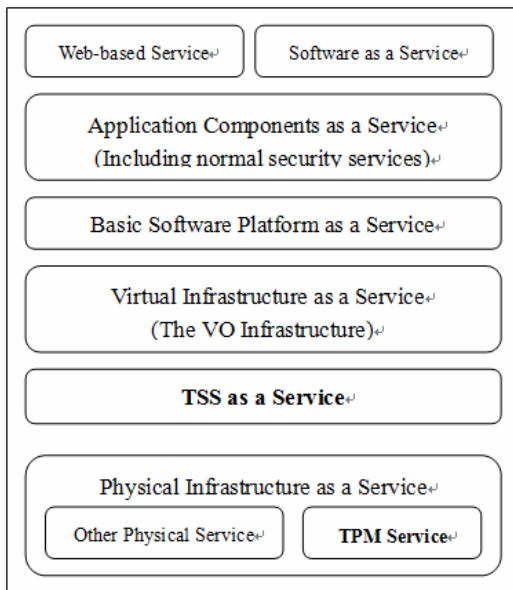 Web-based Service↵
Software as a Service↵
Application Components as a Service↵
(Including normal security services)↵
Basic Software Platform as a Service↵
Virtual Infrastructure as a Service↵
(The VO Infrastructure)↵
TSS as a Service↵
Physical Infrastructure as a Service↵
Other Physical Service↵
TPM Service↵